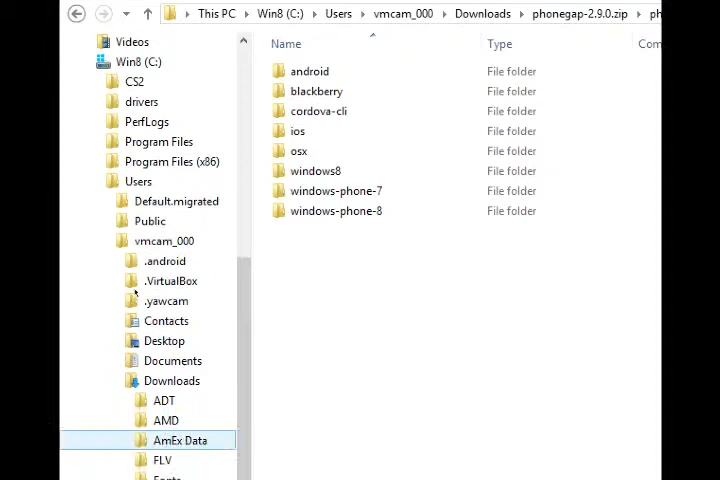 This PC Win8 (C:) Users vmcam_000 Downloads phonegap-2.9.0.zip
Name Type
Videos
Win8 (C:)
CS2
drivers
PerfLogs
Program Files
Program Files (x86)
Users
Default.migrated
Public
vmcam_000
.android
.VirtualBox
.yawcam
Contacts
Desktop
Documents
Downloads
ADT
AMD
AmEx Data
FLV
android File folder
blackberry File folder
cordova-cli File folder
ios File folder
osx File folder
windows8 File folder
windows-phone-7 File folder
windows-phone-8 File folder